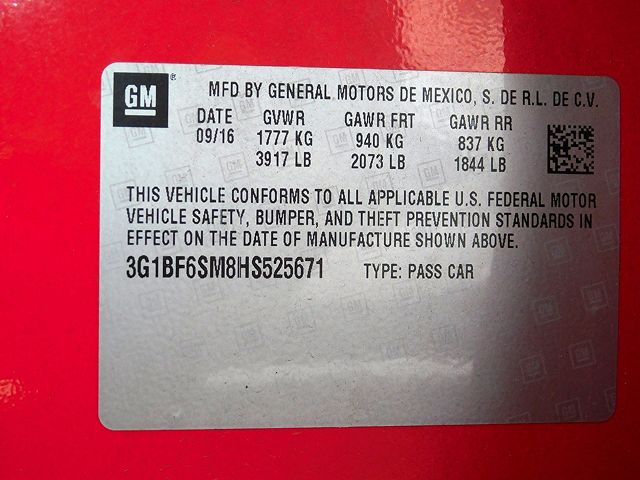 GM ® MFD BY GENERAL MOTORS DE MEXICO, S. DE R.L. DE C.V.
DATE GVWR GAWR FRT GAWR RR
09/16 1777 KG 940 KG 837 KG
3917 LB 2073 LB 1844 LB
THIS VEHICLE CONFORMS TO ALL APPLICABLE U.S. FEDERAL MOTOR
VEHICLE SAFETY, BUMPER, AND THEFT PREVENTION STANDARDS IN
EFFECT ON THE DATE OF MANUFACTURE SHOWN ABOVE.
3G1BF6SM8HS525671 TYPE: PASS CAR